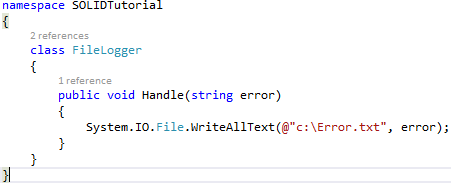 namespace SOLIDTutorial
{
2 references
class FileLogger
{
1 reference
public void Handle(string error)
{
System.IO.File.WriteAllText(@"c:\Error.txt", error);
}
}
}